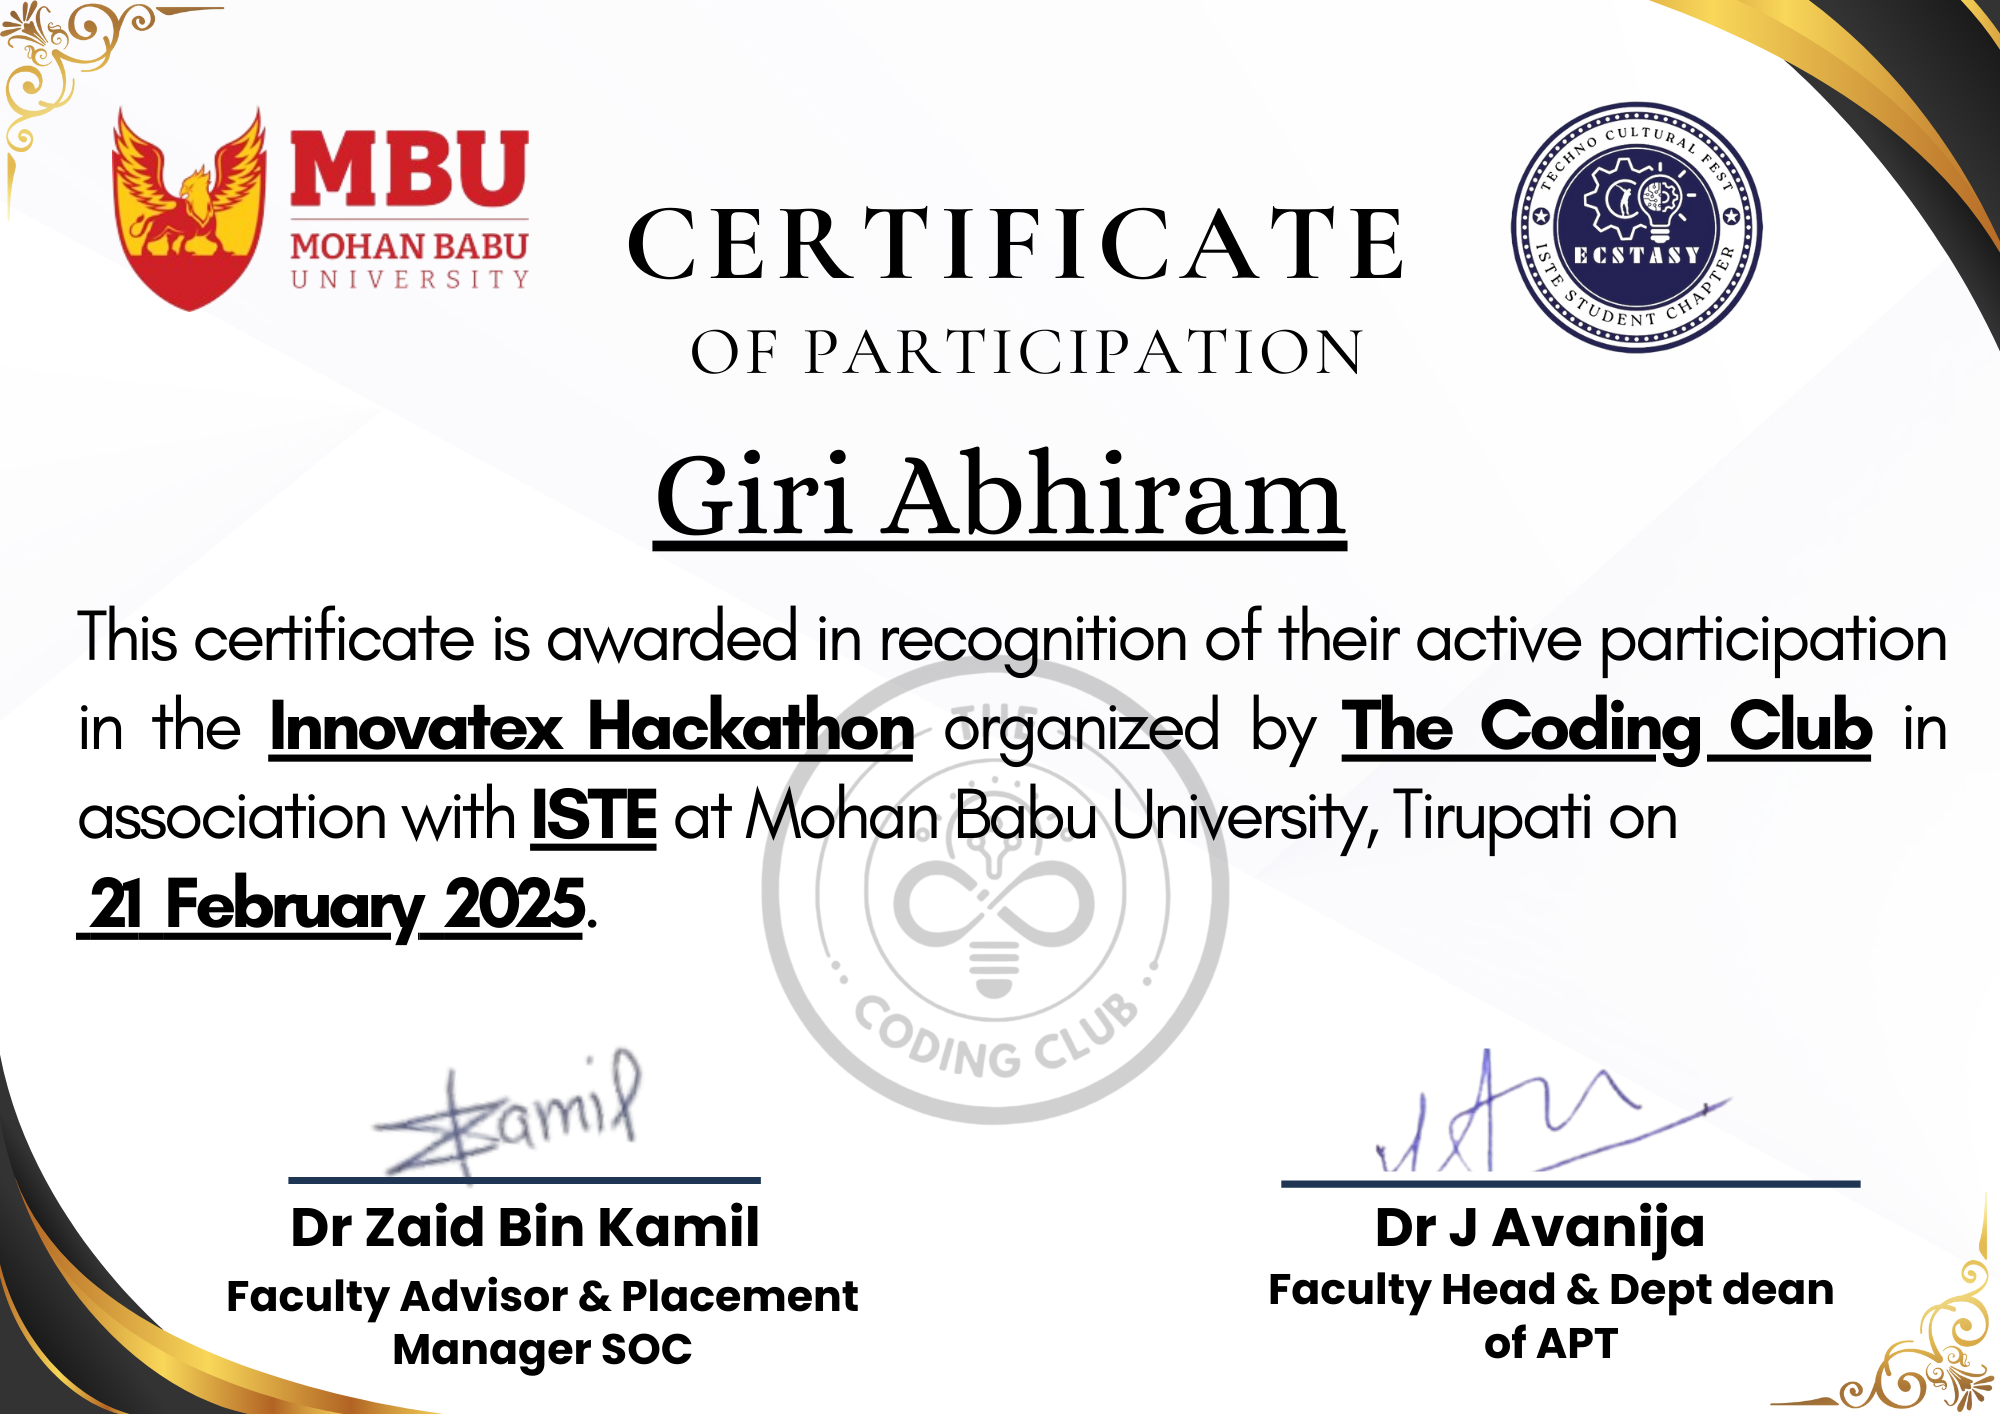 MBU
MOHAN BABU
UNIVERSITY
TECHNO CULTURAL FEST
ECSTASY
ISTE STUDENT CHAPTER
CERTIFICATE
OF PARTICIPATION
Giri Abhiram
This certificate is awarded in recognition of their active participation
in the Innovatex Hackathon organized by The Coding Club in
association with ISTE at Mohan Babu University, Tirupati on
21 February 2025.
THE
CODING CLUB
Kamil
Dr Zaid Bin Kamil
Faculty Advisor & Placement
Manager SOC
Dr J Avanija
Faculty Head & Dept dean
of APT